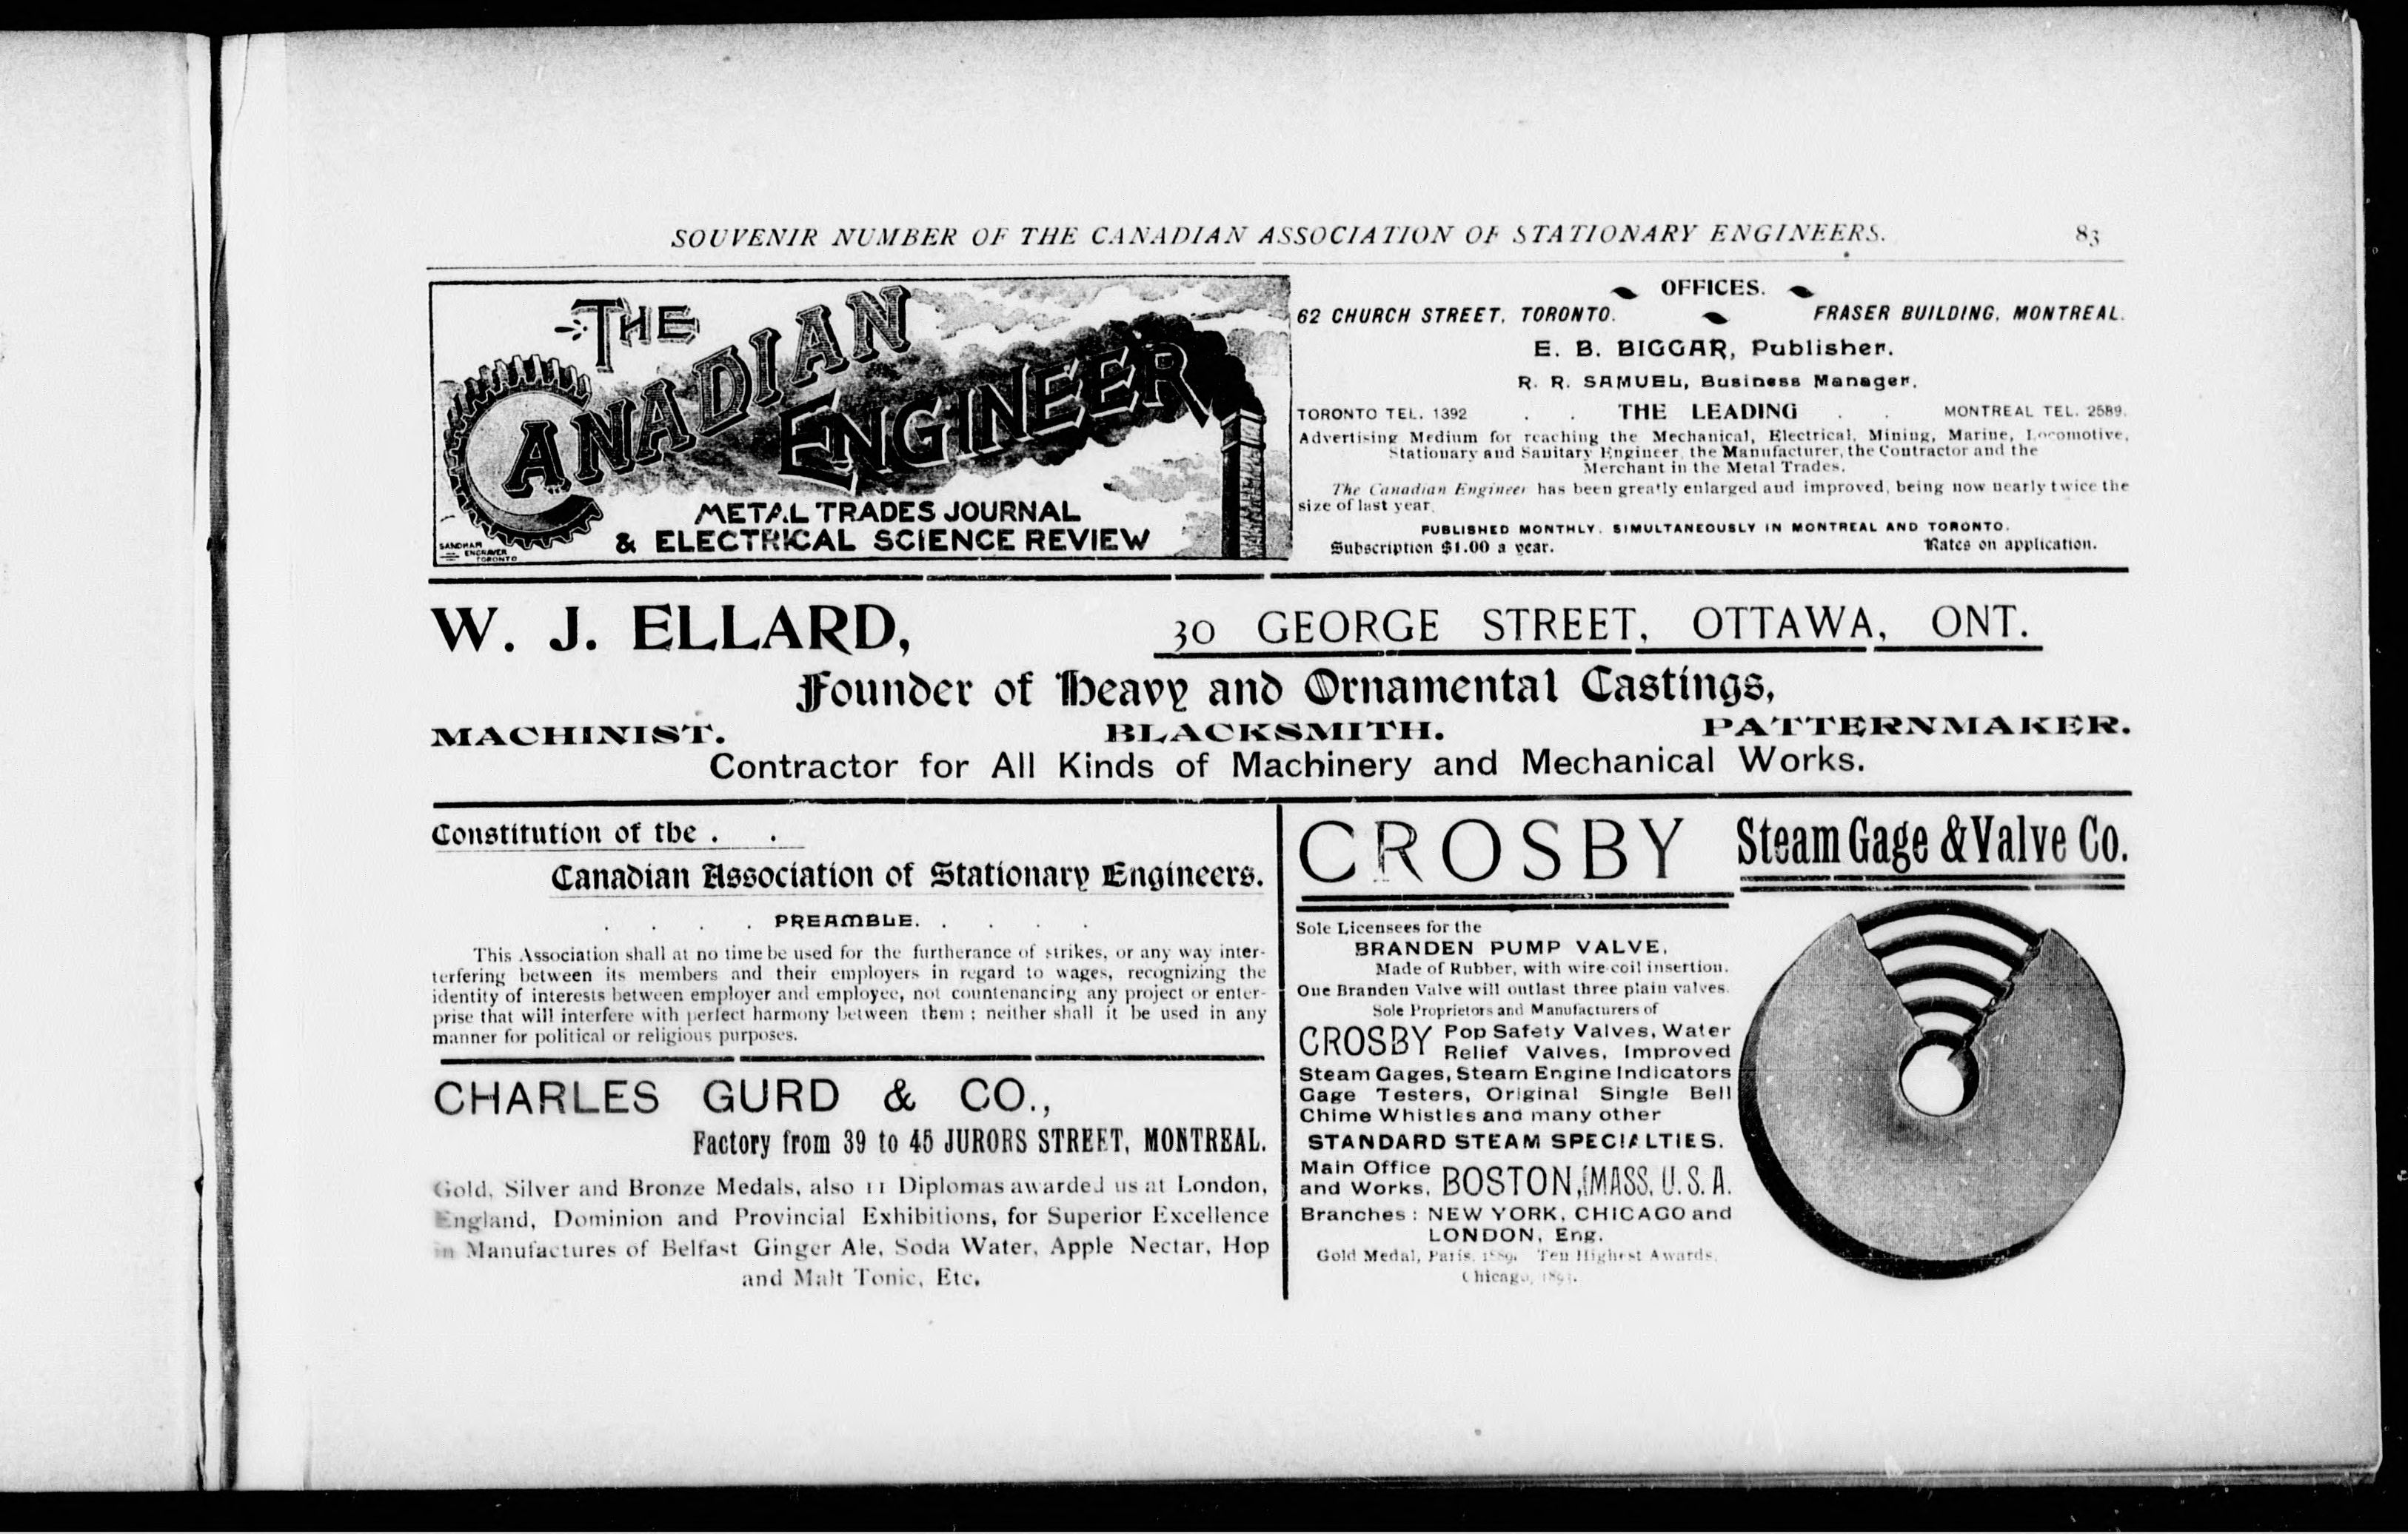 SOUVENIR NUMBER OF THE CANADIAN ASSOCIATION OF STATIONARY ENGINEERS. 83
THE
CANADIAN
ENGINEER
METAL TRADES JOURNAL
& ELECTRICAL SCIENCE REVIEW
SANDHAM
ENGRAVER
TORONTO
OFFICES.
62 CHURCH STREET, TORONTO. FRASER BUILDING, MONTREAL.
E. B. BIGGAR, Publisher.
R. R. SAMUEL, Business Manager.
TORONTO TEL. 1392 . . THE LEADING . . MONTREAL TEL. 2589.
Advertising Medium for reaching the Mechanical, Electrical, Mining, Marine, Locomotive,
Stationary and Sanitary Engineer, the Manufacturer, the Contractor and the
Merchant in the Metal Trades.
The Canadian Engineer has been greatly enlarged and improved, being now nearly twice the
size of last year.
PUBLISHED MONTHLY, SIMULTANEOUSLY IN MONTREAL AND TORONTO.
Subscription $1.00 a year. Rates on application.
W. J. ELLARD, 30 GEORGE STREET, OTTAWA, ONT.
Founder of Heavy and Ornamental Castings,
MACHINIST. BLACKSMITH. PATTERNMAKER.
Contractor for All Kinds of Machinery and Mechanical Works.
Constitution of the . .
Canadian Association of Stationary Engineers.
. . . . PREAMBLE. . . . .
This Association shall at no time be used for the furtherance of strikes, or any way inter-
terfering between its members and their employers in regard to wages, recognizing the
identity of interests between employer and employee, not countenancing any project or enter-
prise that will interfere with perfect harmony between them ; neither shall it be used in any
manner for political or religious purposes.
CHARLES GURD & CO.,
Factory from 39 to 45 JURORS STREET, MONTREAL.
Gold, Silver and Bronze Medals, also 11 Diplomas awarded us at London,
England, Dominion and Provincial Exhibitions, for Superior Excellence
in Manufactures of Belfast Ginger Ale, Soda Water, Apple Nectar, Hop
and Malt Tonic, Etc.
CROSBY Steam Gage & Valve Co.
Sole Licensees for the
BRANDEN PUMP VALVE,
Made of Rubber, with wire coil insertion.
One Branden Valve will outlast three plain valves.
Sole Proprietors and Manufacturers of
CROSBY Pop Safety Valves, Water
Relief Valves, Improved
Steam Gages, Steam Engine Indicators
Gage Testers, Original Single Bell
Chime Whistles and many other
STANDARD STEAM SPECIALTIES.
Main Office
and Works, BOSTON, MASS, U. S. A.
Branches : NEW YORK, CHICAGO and
LONDON, Eng.
Gold Medal, Paris, 1889. Ten Highest Awards,
Chicago, 1893.